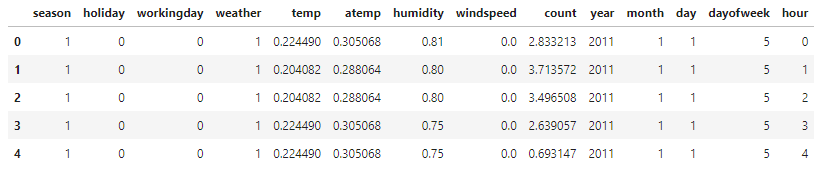 season holiday workingday weather temp atemp humidity windspeed count year month day dayofweek hour
0 1 0 0 1 0.224490 0.305068 0.81 0.0 2.833213 2011 1 1 5 0
1 1 0 0 1 0.204082 0.288064 0.80 0.0 3.713572 2011 1 1 5 1
2 1 0 0 1 0.204082 0.288064 0.80 0.0 3.496508 2011 1 1 5 2
3 1 0 0 1 0.224490 0.305068 0.75 0.0 2.639057 2011 1 1 5 3
4 1 0 0 1 0.224490 0.305068 0.75 0.0 0.693147 2011 1 1 5 4